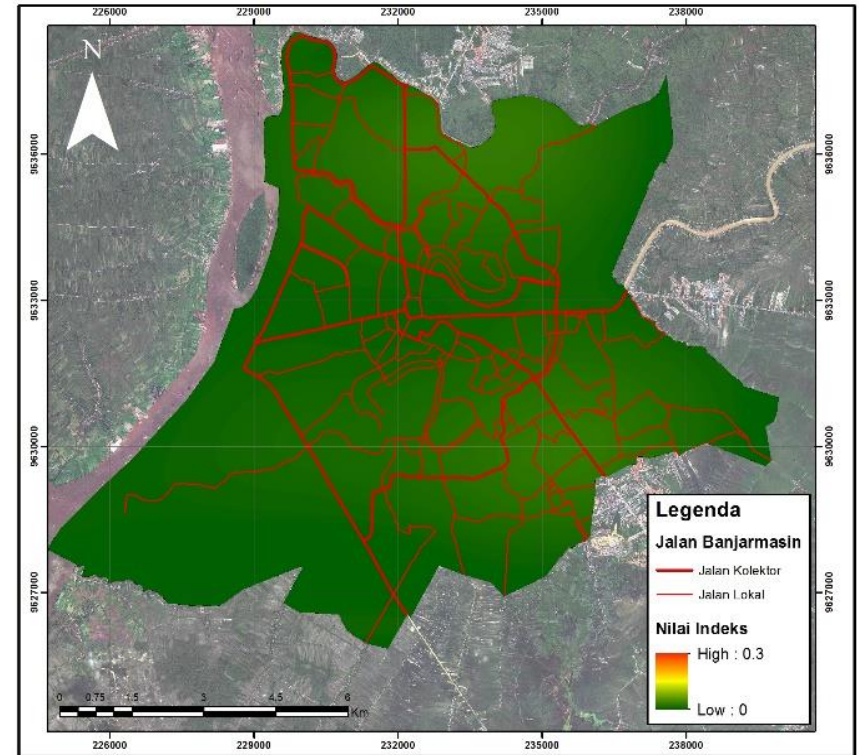 226000 229000 232000 235000 238000
N
9636000 9636000
9633000 9633000
9630000 9630000
9627000 9627000
Legenda
Jalan Banjarmasin
Jalan Kolektor
Jalan Lokal
Nilai Indeks
High : 0.3
Low : 0
0 0.75 1.5 3 4.5 6
Km
226000 229000 232000 235000 238000